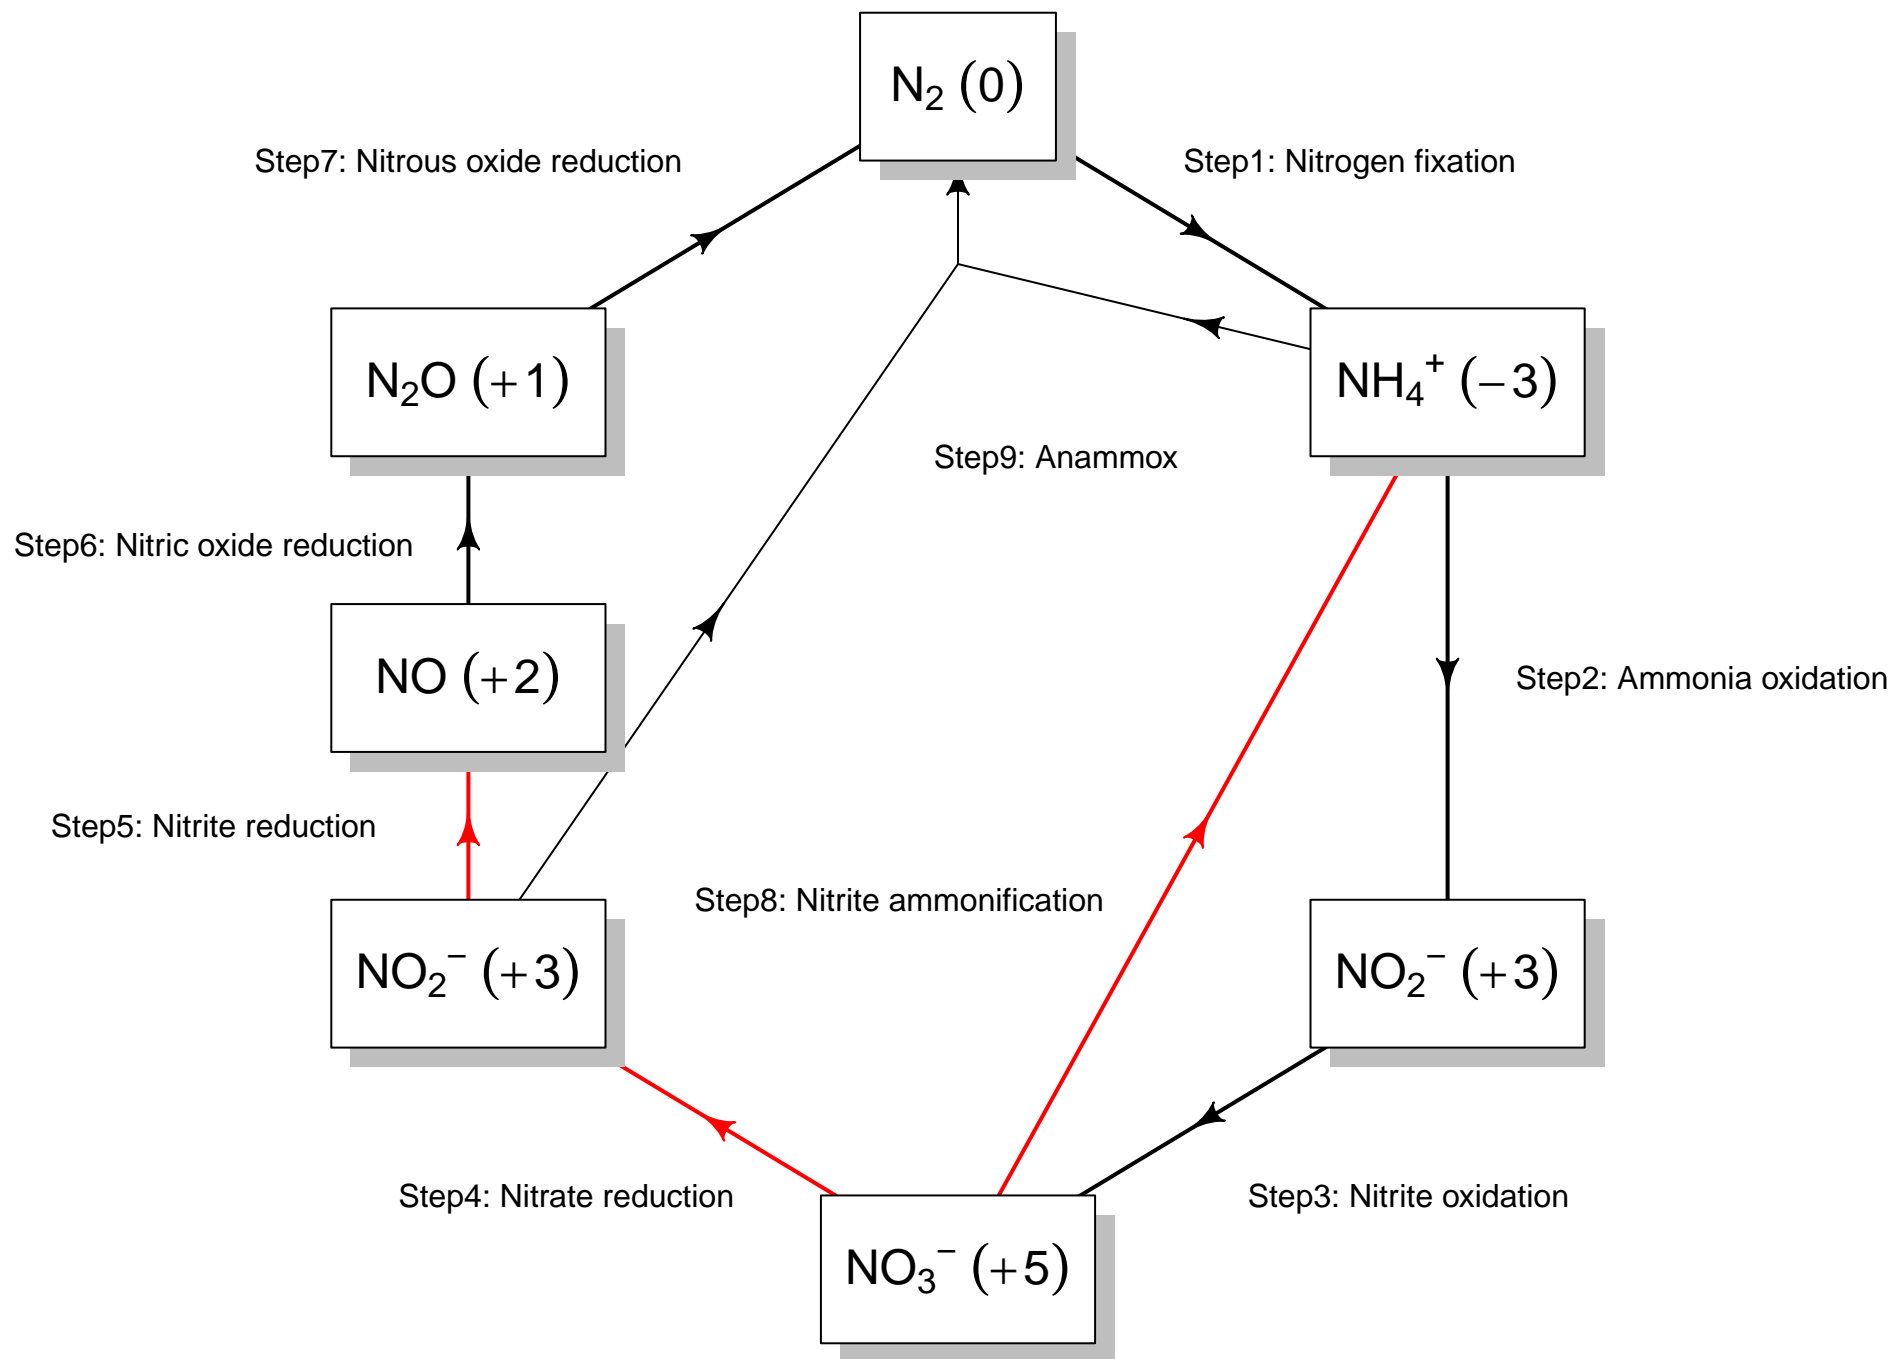 N₂ (0)
Step7: Nitrous oxide reduction
Step1: Nitrogen fixation
N₂O (+1)
NH₄⁺ (−3)
Step9: Anammox
Step6: Nitric oxide reduction
NO (+2)
Step2: Ammonia oxidation
Step5: Nitrite reduction
Step8: Nitrite ammonification
NO₂⁻ (+3)
NO₂⁻ (+3)
Step4: Nitrate reduction
Step3: Nitrite oxidation
NO₃⁻ (+5)